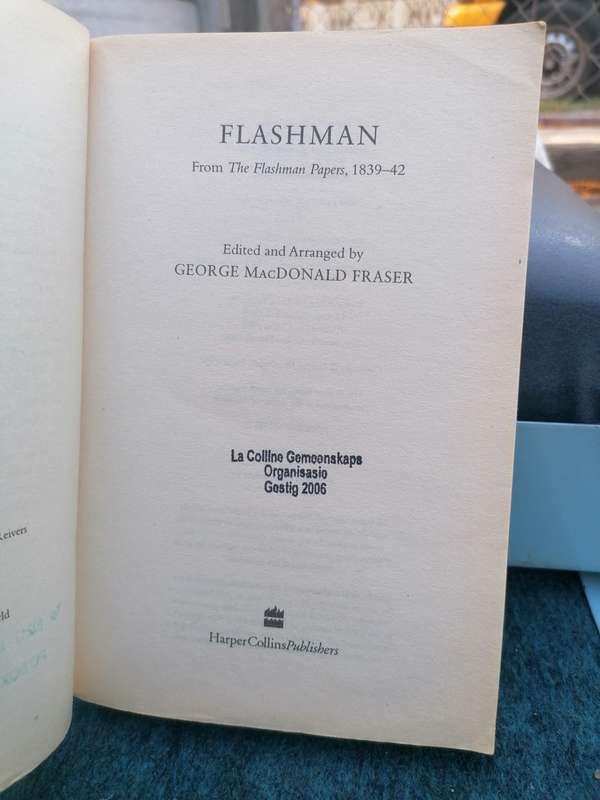 Reivers
FLASHMAN
From The Flashman Papers, 1839–42
Edited and Arranged by
GEORGE MACDONALD FRASER
La Colline Gemeenskaps
Organisasie
Gestig 2006
HarperCollinsPublishers